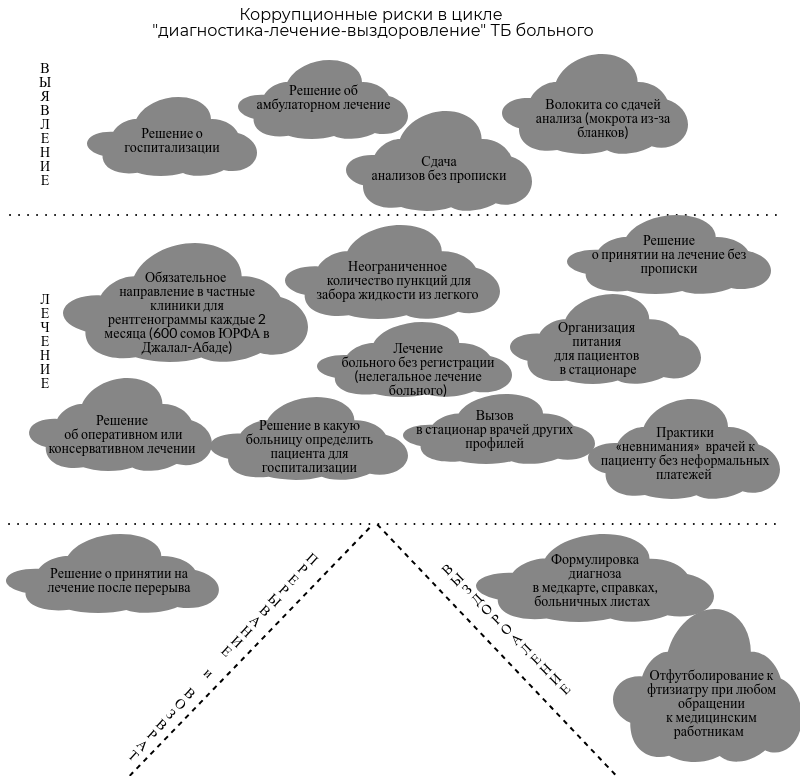 Коррупционные риски в цикле
"диагностика-лечение-выздоровление" ТБ больного
ВЫЯВЛЕНИЕ
Решение о
госпитализации
Решение об
амбулаторном лечение
Сдача
анализов без прописки
Волокита со сдачей
анализа (мокрота из-за
бланков)
ЛЕЧЕНИЕ
Обязательное
направление в частные
клиники для
рентгенограммы каждые 2
месяца (600 сомов ЮРФА в
Джалал-Абаде)
Неограниченное
количество пункций для
забора жидкости из легкого
Решение
о принятии на лечение без
прописки
Лечение
больного без регистрации
(нелегальное лечение
больного)
Организация
питания
для пациентов
в стационаре
Решение
об оперативном или
консервативном лечении
Решение в какую
больницу определить
пациента для
госпитализации
Вызов
в стационар врачей других
профилей
Практики
«невнимания» врачей к
пациенту без неформальных
платежей
Решение о принятии на
лечение после перерыва
ПРЕРЫВАНИЕ и ВОЗВРАТ
ВЫЗДОРОВЛЕНИЕ
Формулировка
диагноза
в медкарте, справках,
больничных листах
Отфутболирование к
фтизиатру при любом
обращении
к медицинским
работникам